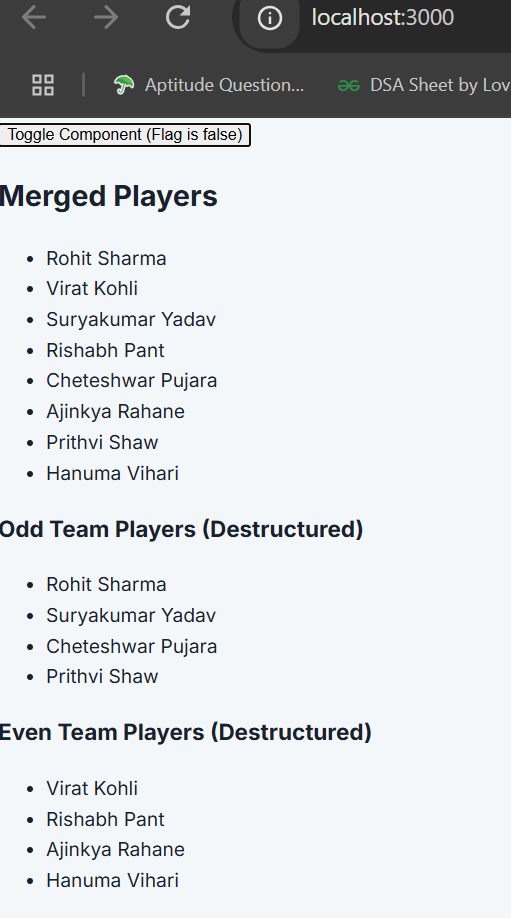 localhost:3000
Aptitude Question...
DSA Sheet by Lov
Toggle Component (Flag is false)
Merged Players
• Rohit Sharma
• Virat Kohli
• Suryakumar Yadav
• Rishabh Pant
• Cheteshwar Pujara
• Ajinkya Rahane
• Prithvi Shaw
• Hanuma Vihari
Odd Team Players (Destructured)
• Rohit Sharma
• Suryakumar Yadav
• Cheteshwar Pujara
• Prithvi Shaw
Even Team Players (Destructured)
• Virat Kohli
• Rishabh Pant
• Ajinkya Rahane
• Hanuma Vihari